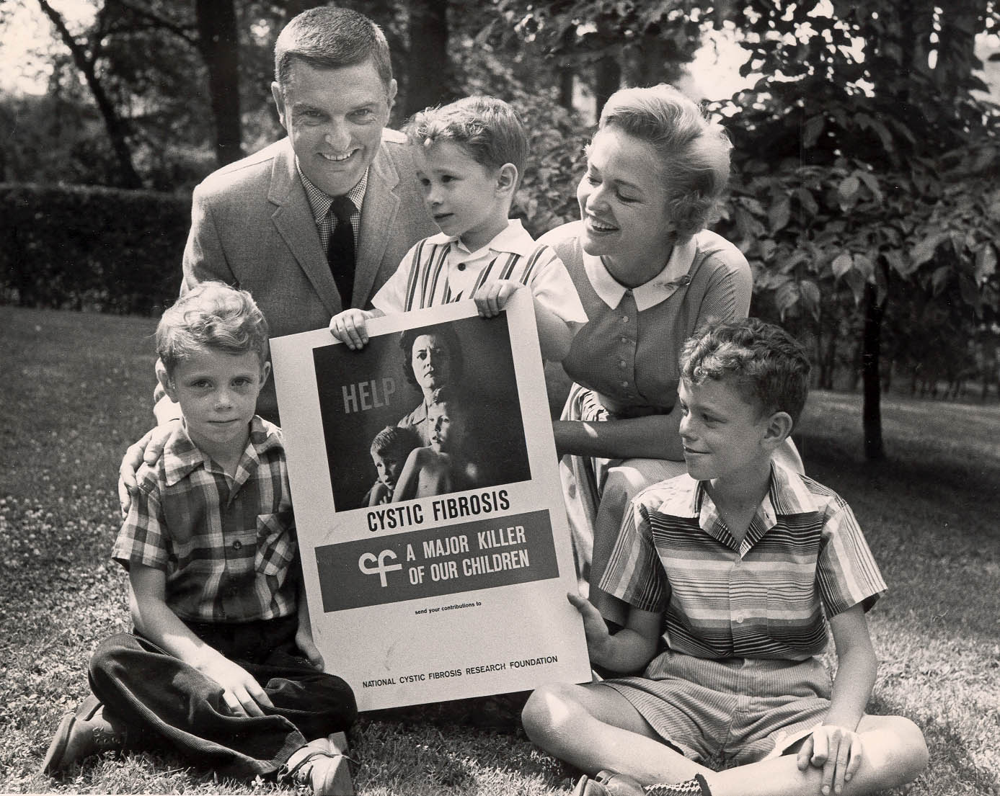 HELP
CYSTIC FIBROSIS
cf
A MAJOR KILLER
OF OUR CHILDREN
send your contributions to
NATIONAL CYSTIC FIBROSIS RESEARCH FOUNDATION